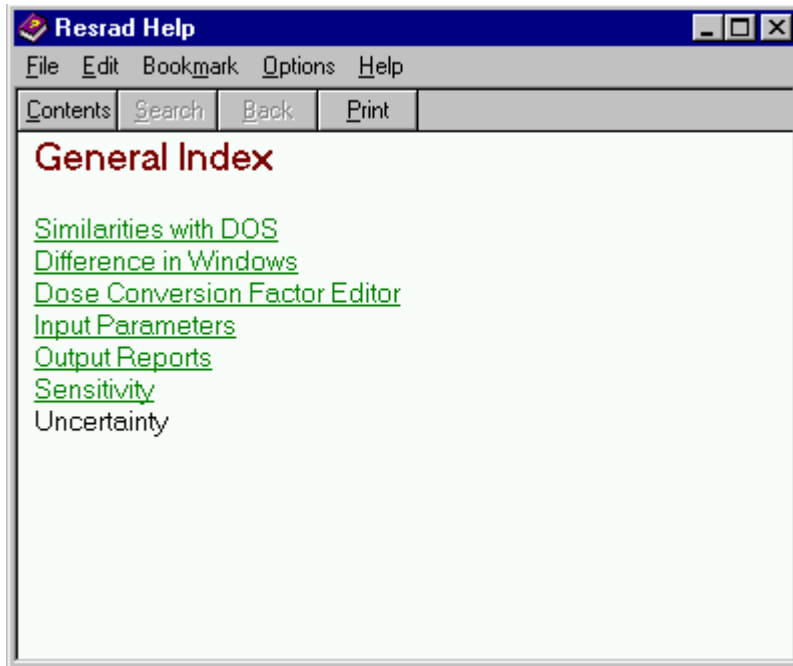 Resrad Help
File Edit Bookmark Options Help
Contents Search Back Print
General Index
Similarities with DOS
Difference in Windows
Dose Conversion Factor Editor
Input Parameters
Output Reports
Sensitivity
Uncertainty